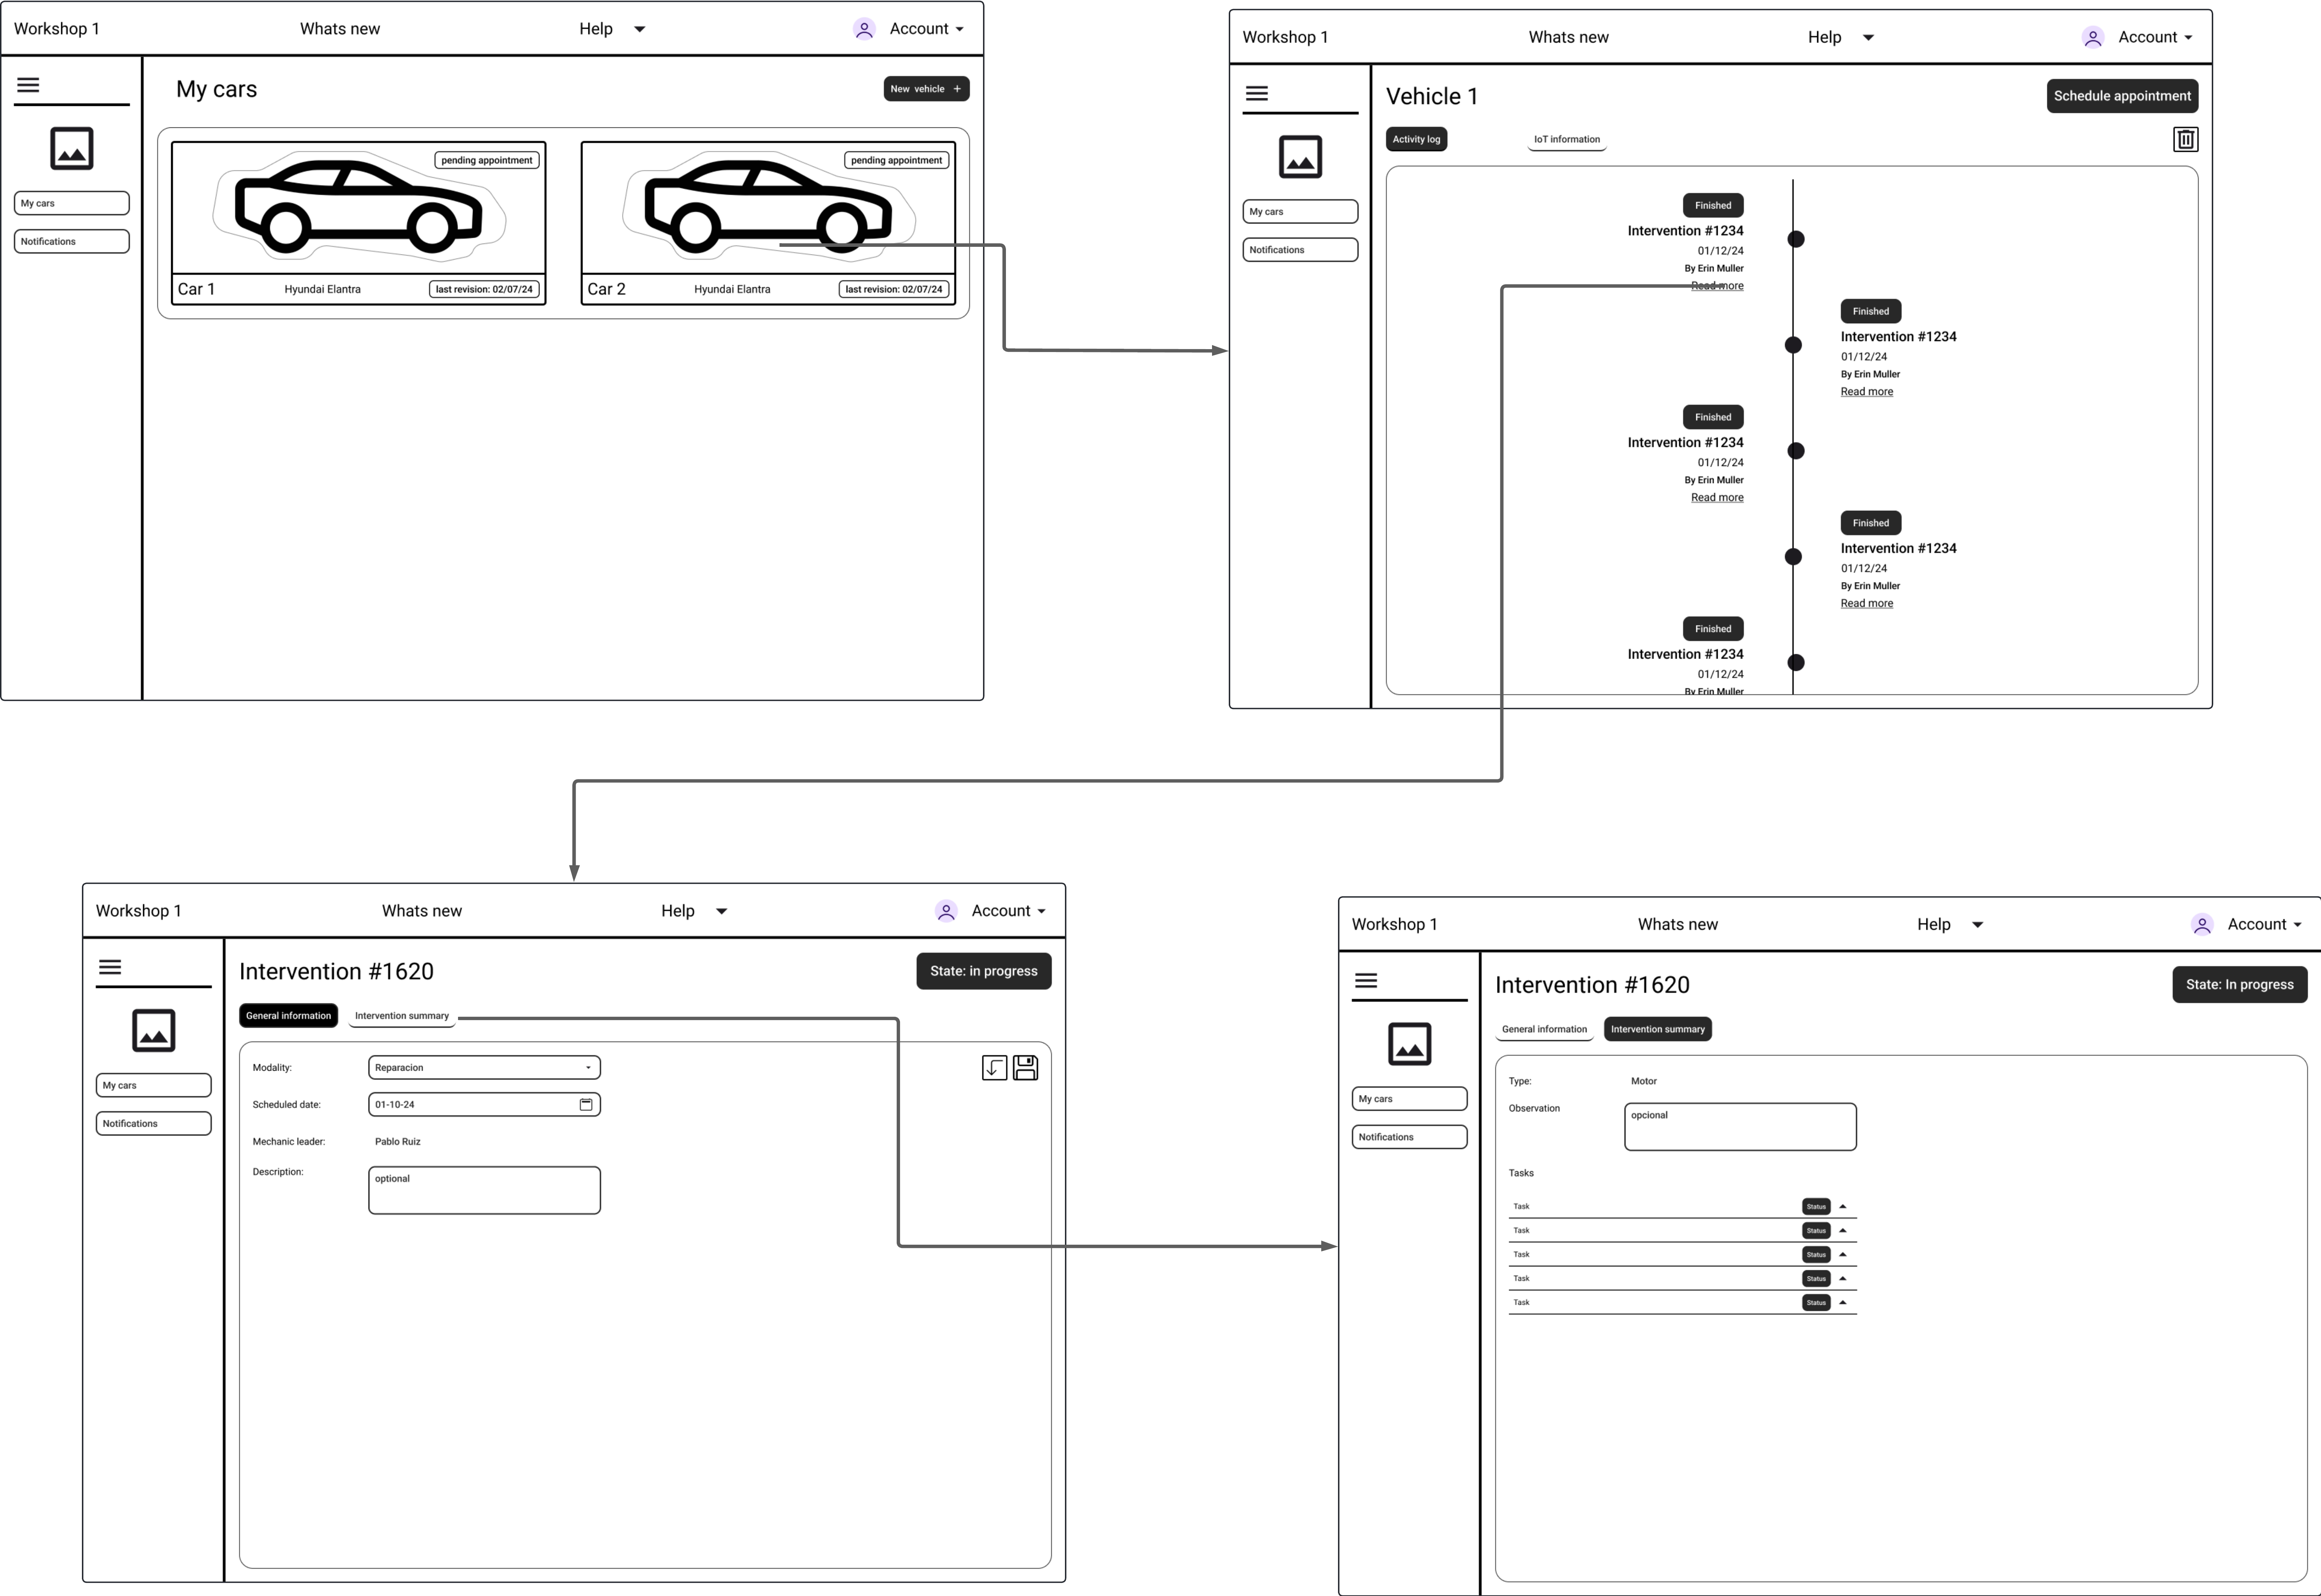 Workshop 1 Whats new Help Account
My cars New vehicle +
My cars
Notifications
pending appointment
Car 1 Hyundai Elantra last revision: 02/07/24
pending appointment
Car 2 Hyundai Elantra last revision: 02/07/24
Workshop 1 Whats new Help Account
Vehicle 1 Schedule appointment
Activity log IoT information
My cars
Notifications
Finished
Intervention #1234
01/12/24
By Erin Muller
Read more
Finished
Intervention #1234
01/12/24
By Erin Muller
Read more
Finished
Intervention #1234
01/12/24
By Erin Muller
Read more
Finished
Intervention #1234
01/12/24
By Erin Muller
Read more
Finished
Intervention #1234
01/12/24
By Erin Muller
Workshop 1 Whats new Help Account
Intervention #1620 State: in progress
General information Intervention summary
My cars
Notifications
Modality: Reparacion
Scheduled date: 01-10-24
Mechanic leader: Pablo Ruiz
Description: optional
Workshop 1 Whats new Help Account
Intervention #1620 State: In progress
General information Intervention summary
My cars
Notifications
Type: Motor
Observation opcional
Tasks
Task Status
Task Status
Task Status
Task Status
Task Status